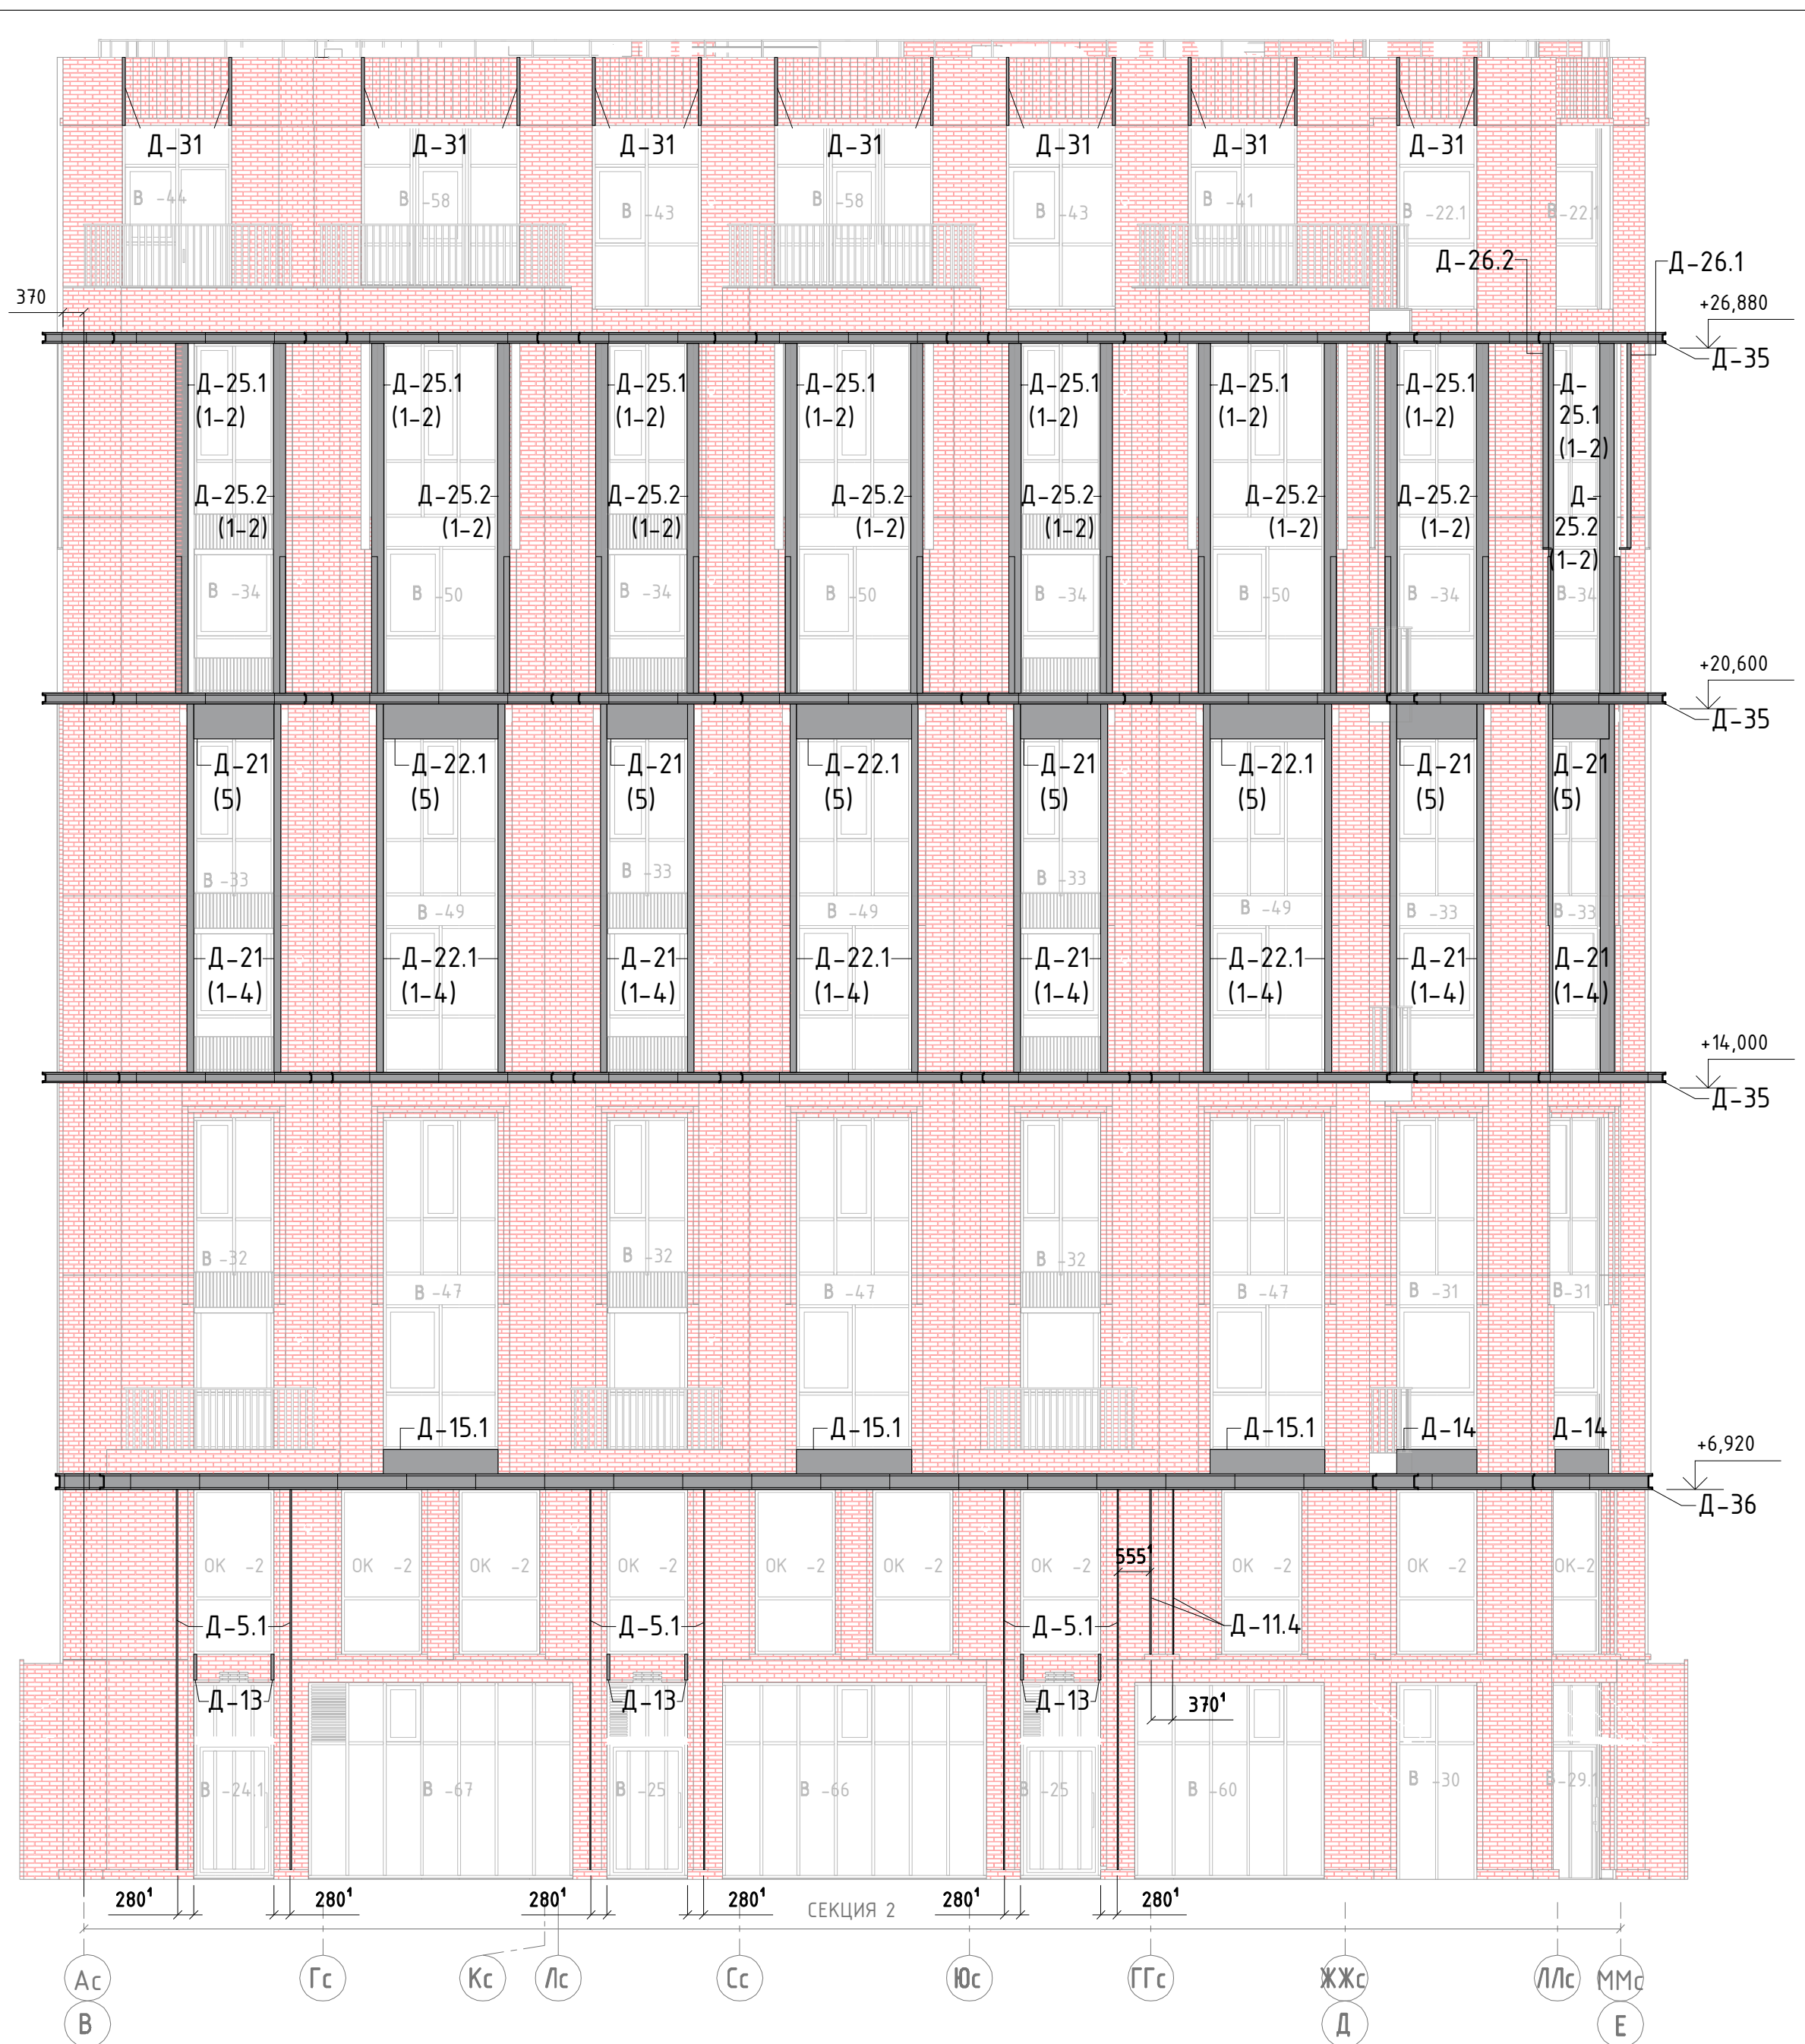 Д-31 Д-31 Д-31 Д-31 Д-31 Д-31 Д-31
В -44 В -58 В -43 В -58 В -43 В -41 В -22.1 В -22.1
Д-26.2 Д-26.1
370 +26,880
Д-35
Д-25.1 Д-25.1 Д-25.1 Д-25.1 Д-25.1 Д-25.1 Д-25.1 Д-
(1-2) (1-2) (1-2) (1-2) (1-2) (1-2) (1-2) 25.1
(1-2)
Д-25.2 Д-25.2 Д-25.2 Д-25.2 Д-25.2 Д-25.2 Д-25.2 Д-
(1-2) (1-2) (1-2) (1-2) (1-2) (1-2) (1-2) 25.2
(1-2)
В -34 В -50 В -34 В -50 В -34 В -50 В -34 В-34
+20,600
Д-35
Д-21 Д-22.1 Д-21 Д-22.1 Д-21 Д-22.1 Д-21 Д-21
(5) (5) (5) (5) (5) (5) (5) (5)
В -33 В -49 В -33 В -49 В -33 В -49 В -33 В-33
Д-21 Д-22.1 Д-21 Д-22.1 Д-21 Д-22.1 Д-21 Д-21
(1-4) (1-4) (1-4) (1-4) (1-4) (1-4) (1-4) (1-4)
+14,000
Д-35
В -32 В -47 В -32 В -47 В -32 В -47 В -31 В-31
Д-15.1 Д-15.1 Д-15.1 Д-14 Д-14
+6,920
Д-36
ОК -2 ОК -2 ОК -2 ОК -2 ОК -2 ОК -2 ОК -2 ОК -2 ОК -2 ОК-2
555¹
Д-5.1 Д-5.1 Д-5.1 Д-11.4
Д-13 Д-13 Д-13 370¹
В -24.1 В -67 В -25 В -66 В -25 В -60 В -30 В-29.1
280¹ 280¹ 280¹ 280¹ 280¹ 280¹
СЕКЦИЯ 2
Ас Гс Кс Лс Сс Юс ГГс ЖЖс ЛЛс ММс
В Д Е